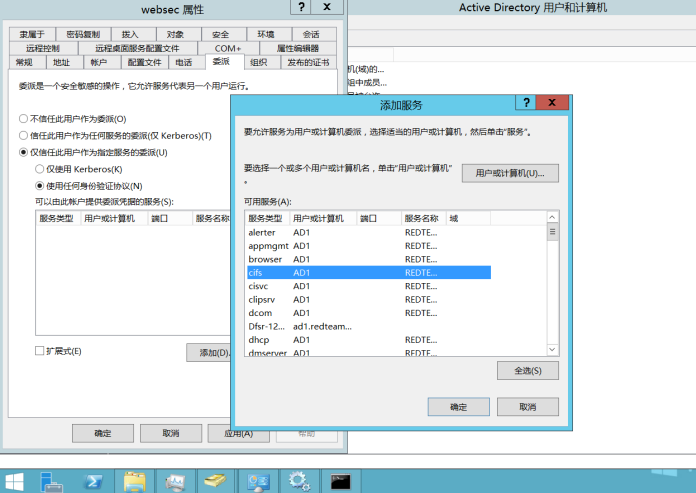 websec 属性
? x
Active Directory 用户和计算机
隶属于 密码复制 拨入 对象 安全 环境 会话
远程控制 远程桌面服务配置文件 COM+ 属性编辑器
常规 地址 帐户 配置文件 电话 委派 组织 发布的证书
委派是一个安全敏感的操作，它允许服务代表另一个用户运行。
不信任此用户作为委派(O)
信任此用户作为任何服务的委派(仅 Kerberos)(T)
仅信任此用户作为指定服务的委派(U)
仅使用 Kerberos(K)
使用任何身份验证协议(N)
可以由此帐户提供委派凭据的服务(S):
服务类型 用户或计算机 端口 服务名称
扩展式(E)
添加(D)
确定 取消 应用(A) 帮助
机(域)的...
组中成员...
添加服务
? x
要允许服务为用户或计算机委派，选择适当的用户或计算机，然后单击"服务"。
要选择一个或多个用户或计算机名，单击"用户或计算机"
。
用户或计算机(U)...
可用服务(A):
服务类型 用户或计算机 端口 服务名称 域
alerter AD1 REDTE...
appmgmt AD1 REDTE...
browser AD1 REDTE...
cifs AD1 REDTE...
cisvc AD1 REDTE...
clipsrv AD1 REDTE...
dcom AD1 REDTE...
Dfsr-12... ad1.redteam...
dhcp AD1 REDTE...
dmserver AD1 REDTE...
全选(S)
确定 取消